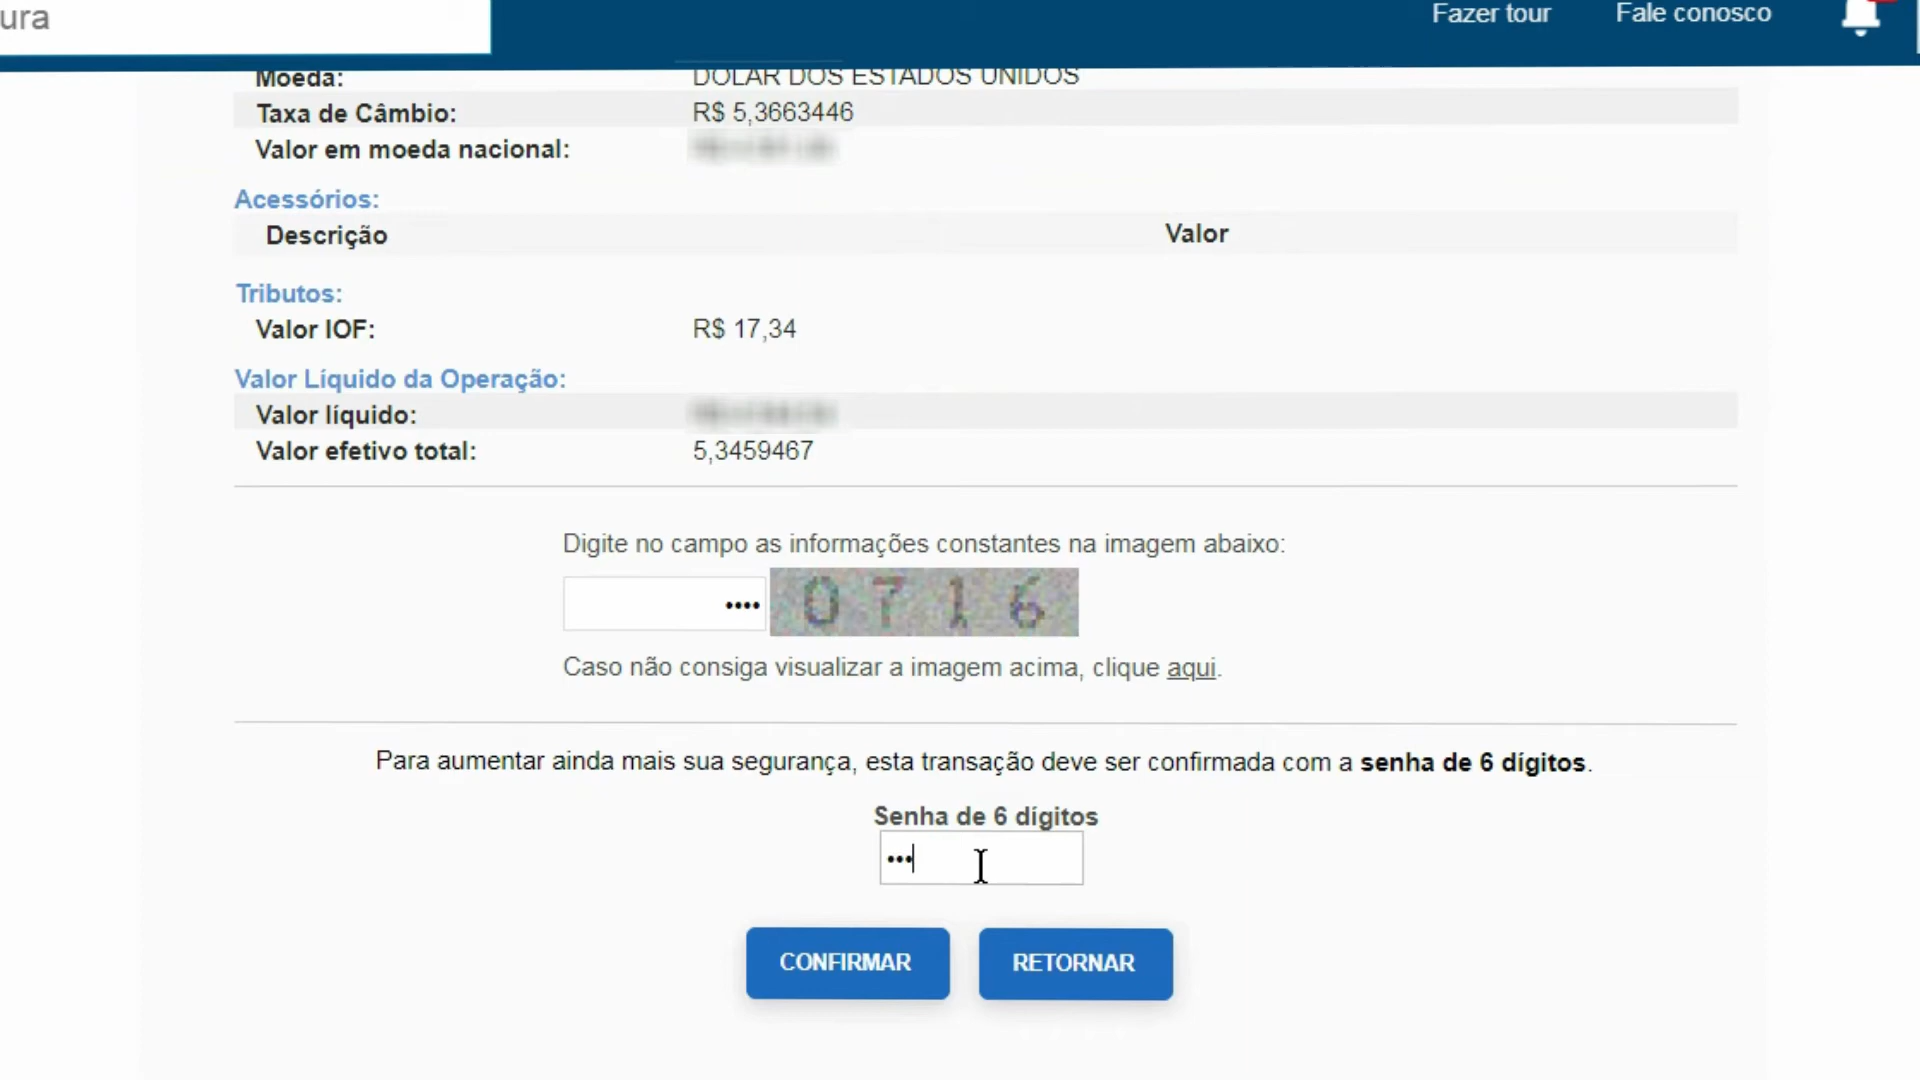 ura
Fazer tour Fale conosco
Moeda: DOLAR DOS ESTADOS UNIDOS
Taxa de Câmbio: R$ 5,3663446
Valor em moeda nacional:
Acessórios:
Descrição Valor
Tributos:
Valor IOF: R$ 17,34
Valor Líquido da Operação:
Valor líquido:
Valor efetivo total: 5,3459467
Digite no campo as informações constantes na imagem abaixo:
•••• 0 7 1 6
Caso não consiga visualizar a imagem acima, clique aqui.
Para aumentar ainda mais sua segurança, esta transação deve ser confirmada com a senha de 6 dígitos.
Senha de 6 dígitos
•••
CONFIRMAR RETORNAR